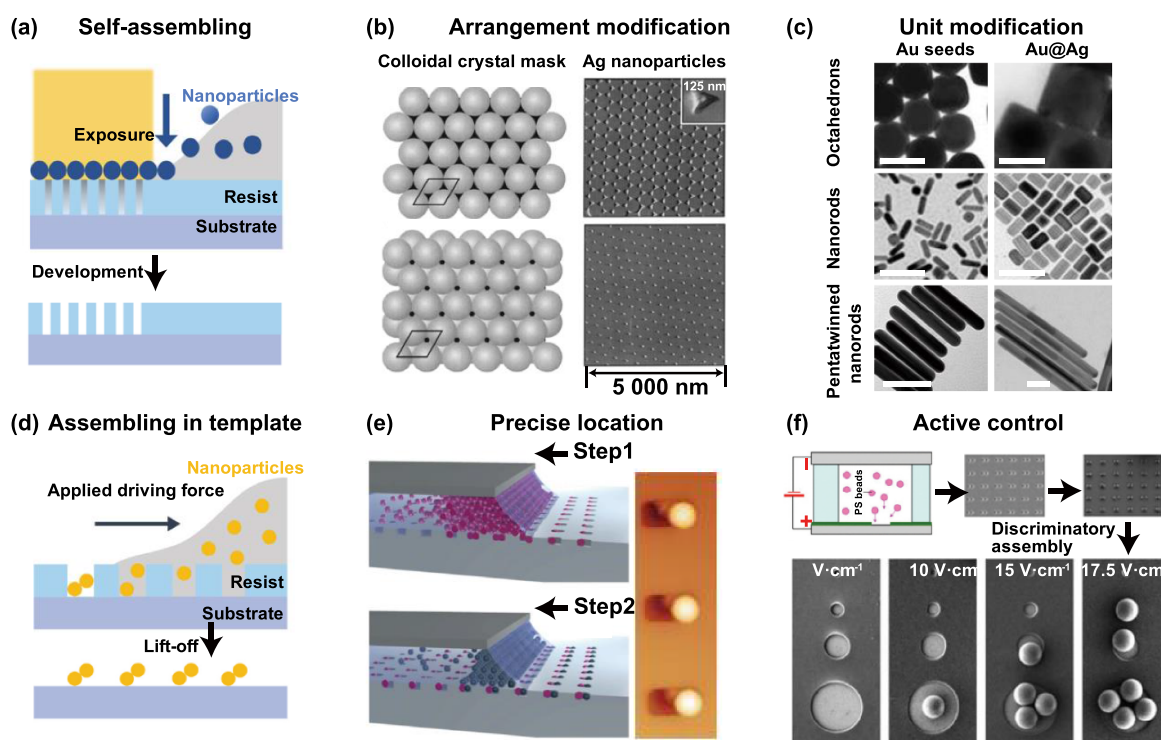 (a) Self-assembling
Nanoparticles
Exposure
Resist
Substrate
Development
(b) Arrangement modification
Colloidal crystal mask Ag nanoparticles
125 nm
5 000 nm
(c) Unit modification
Au seeds Au@Ag
Octahedrons
Nanorods
Pentatwinned
nanorods
(d) Assembling in template
Nanoparticles
Applied driving force
Resist
Substrate
Lift-off
(e) Precise location
Step1
Step2
(f) Active control
PS beads
+
Discriminatory
assembly
V·cm⁻¹ 10 V·cm 15 V·cm⁻¹ 17.5 V·cm